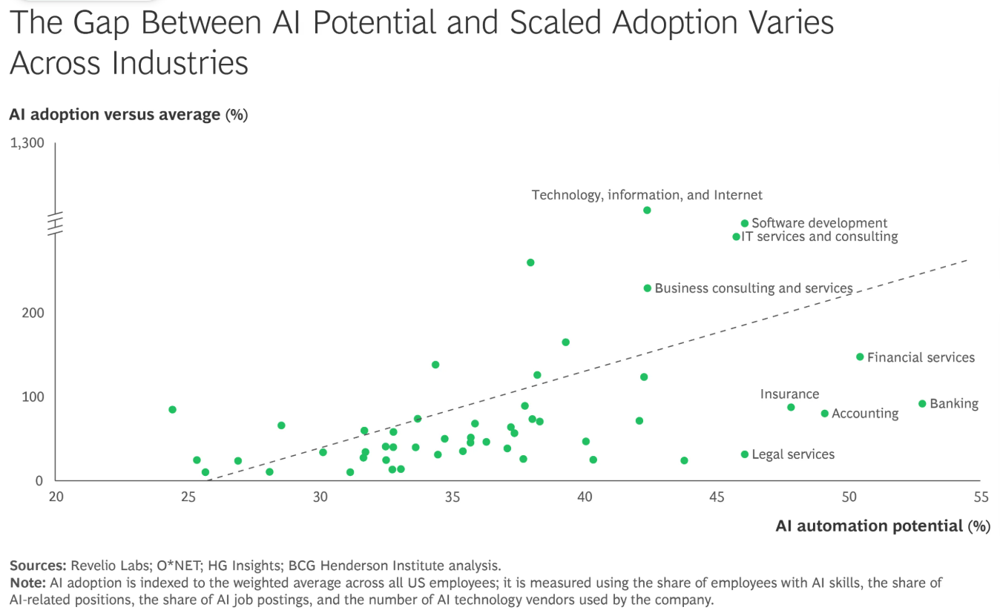 The Gap Between AI Potential and Scaled Adoption Varies
Across Industries
AI adoption versus average (%)
1,300
Technology, information, and Internet
Software development
IT services and consulting
Business consulting and services
200
Financial services
Insurance
100
Banking
Accounting
Legal services
0
20 25 30 35 40 45 50 55
AI automation potential (%)
Sources: Revelio Labs; O*NET; HG Insights; BCG Henderson Institute analysis.
Note: AI adoption is indexed to the weighted average across all US employees; it is measured using the share of employees with AI skills, the share of
AI-related positions, the share of AI job postings, and the number of AI technology vendors used by the company.